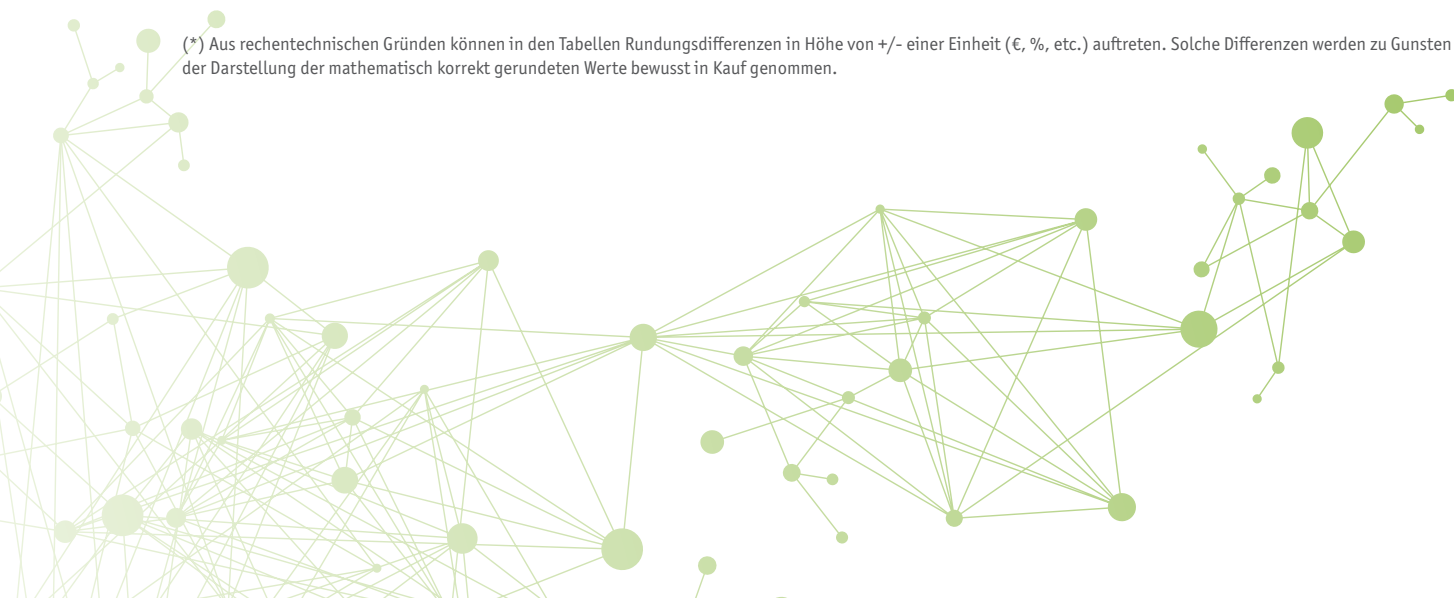 (*) Aus rechentechnischen Gründen können in den Tabellen Rundungsdifferenzen in Höhe von +/- einer Einheit (€, %, etc.) auftreten. Solche Differenzen werden zu Gunsten
der Darstellung der mathematisch korrekt gerundeten Werte bewusst in Kauf genommen.